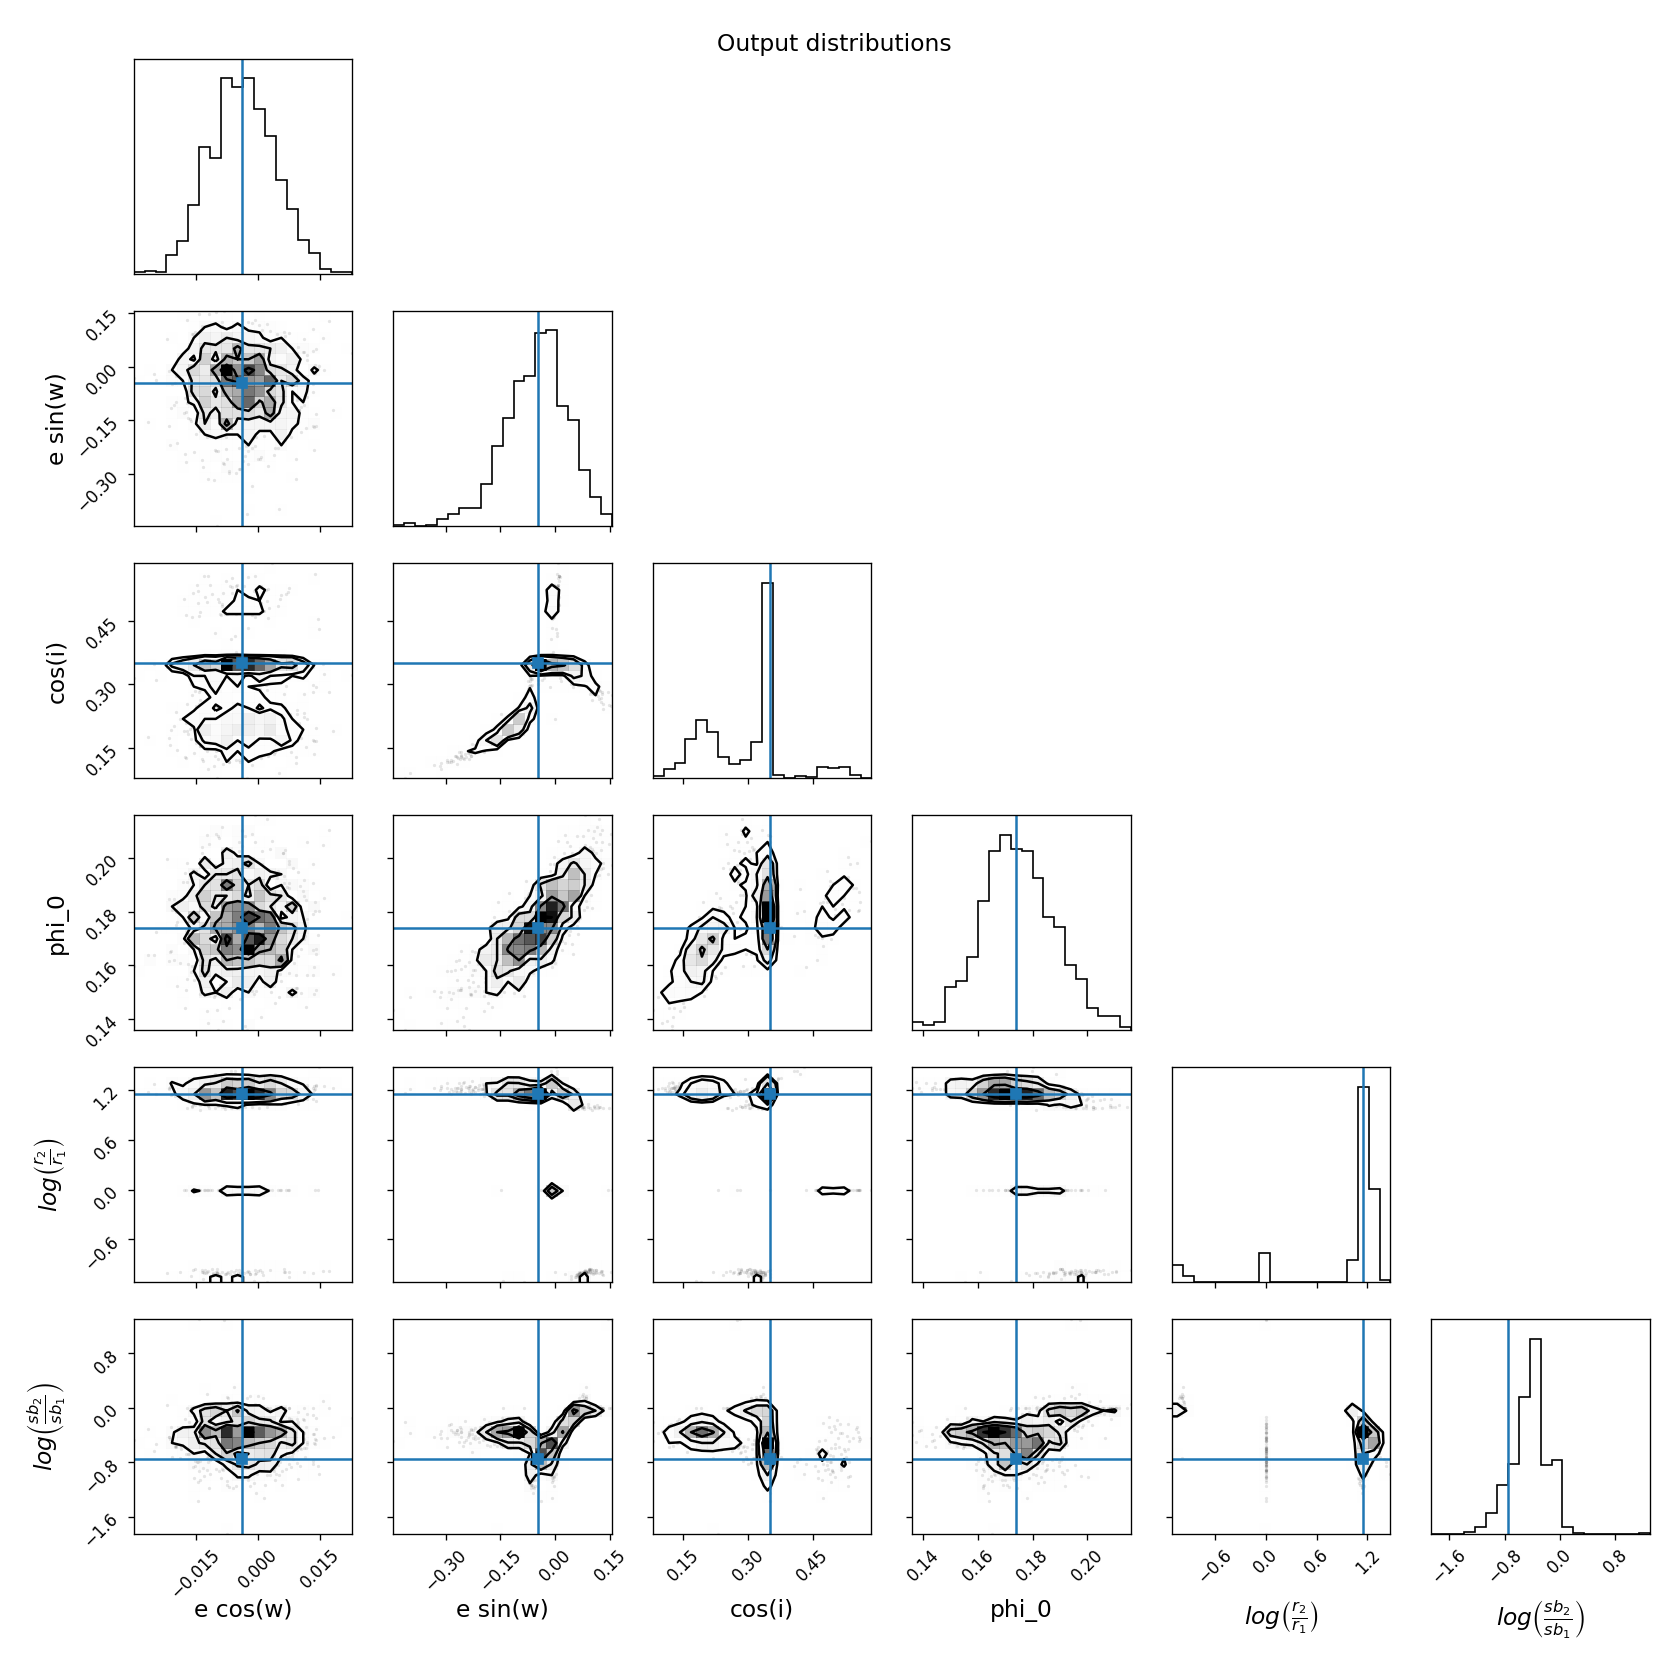 Output distributions
0.15
0.00
−0.15
−0.30
e sin(w)
0.45
0.30
0.15
cos(i)
0.20
0.18
0.16
0.14
phi_0
1.2
0.6
0.0
−0.6
log(r₂/r₁)
0.8
0.0
−0.8
−1.6
log(sb₂/sb₁)
−0.015 0.000 0.015
−0.30 −0.15 0.00 0.15
0.15 0.30 0.45
0.14 0.16 0.18 0.20
−0.6 0.0 0.6 1.2
−1.6 −0.8 0.0 0.8
e cos(w) e sin(w) cos(i) phi_0 log(r₂/r₁) log(sb₂/sb₁)